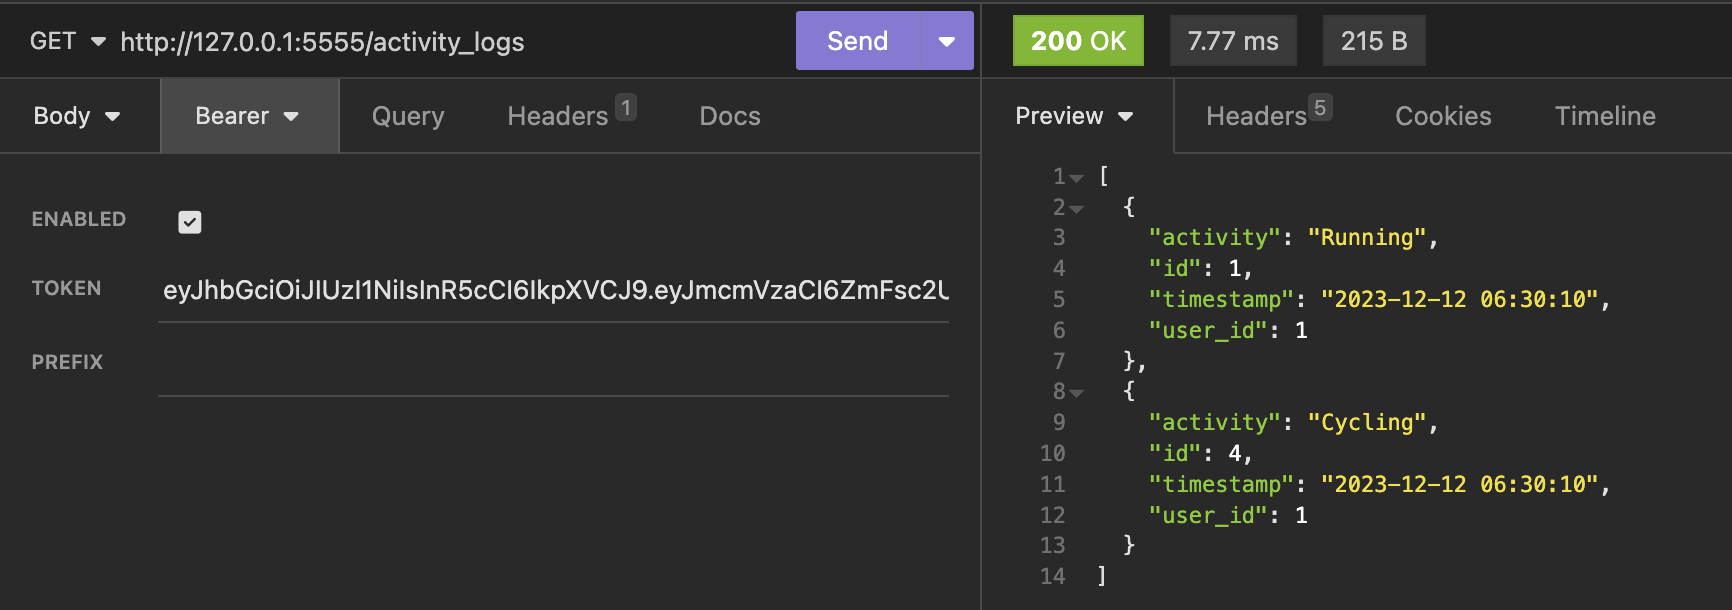 GET http://127.0.0.1:5555/activity_logs Send
200 OK 7.77 ms 215 B
Body Bearer Query Headers 1 Docs
Preview Headers 5 Cookies Timeline
ENABLED
TOKEN eyJhbGciOiJIUzI1NiIsInR5cCI6IkpXVCJ9.eyJmcmVzaCI6ZmFsc2U
PREFIX
1 [
2 {
3 "activity": "Running",
4 "id": 1,
5 "timestamp": "2023-12-12 06:30:10",
6 "user_id": 1
7 },
8 {
9 "activity": "Cycling",
10 "id": 4,
11 "timestamp": "2023-12-12 06:30:10",
12 "user_id": 1
13 }
14 ]